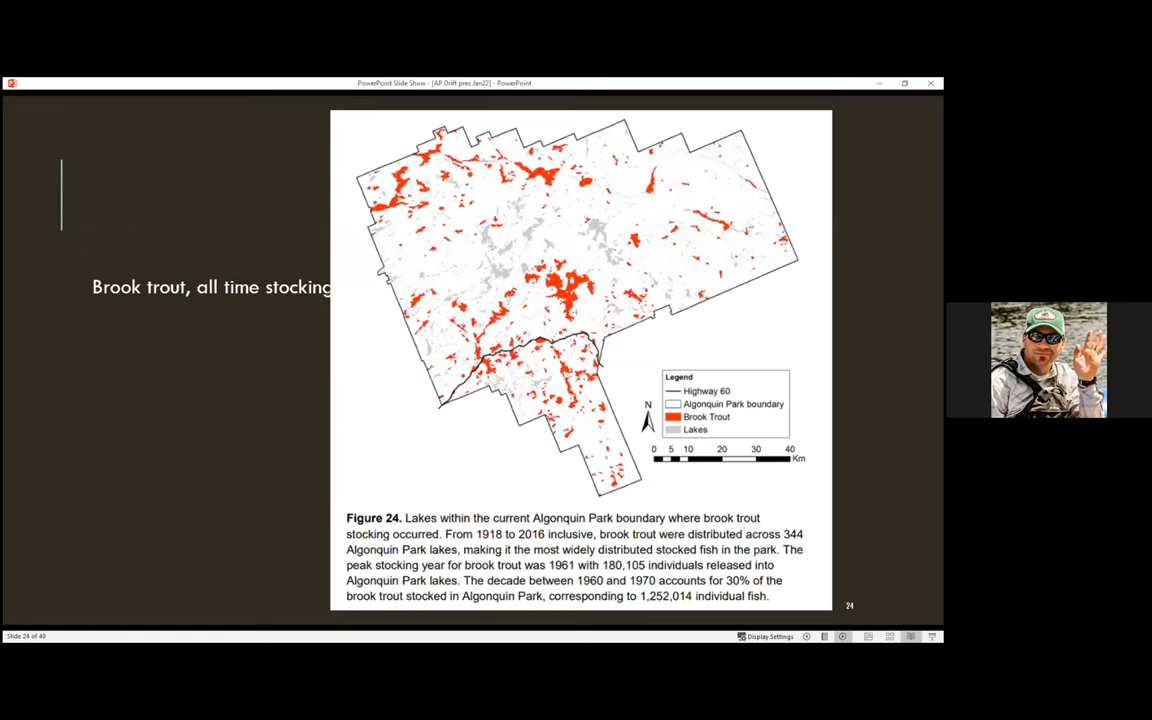 PowerPoint Slide Show - [AP Drift pres Jan22] - PowerPoint
Brook trout, all time stocking
Legend
Highway 60
Algonquin Park boundary
Brook Trout
Lakes
N
0 5 10 20 30 40
Km
Figure 24. Lakes within the current Algonquin Park boundary where brook trout
stocking occurred. From 1918 to 2016 inclusive, brook trout were distributed across 344
Algonquin Park lakes, making it the most widely distributed stocked fish in the park. The
peak stocking year for brook trout was 1961 with 180,105 individuals released into
Algonquin Park lakes. The decade between 1960 and 1970 accounts for 30% of the
brook trout stocked in Algonquin Park, corresponding to 1,252,014 individual fish.
24
Slide 24 of 49
Display Settings